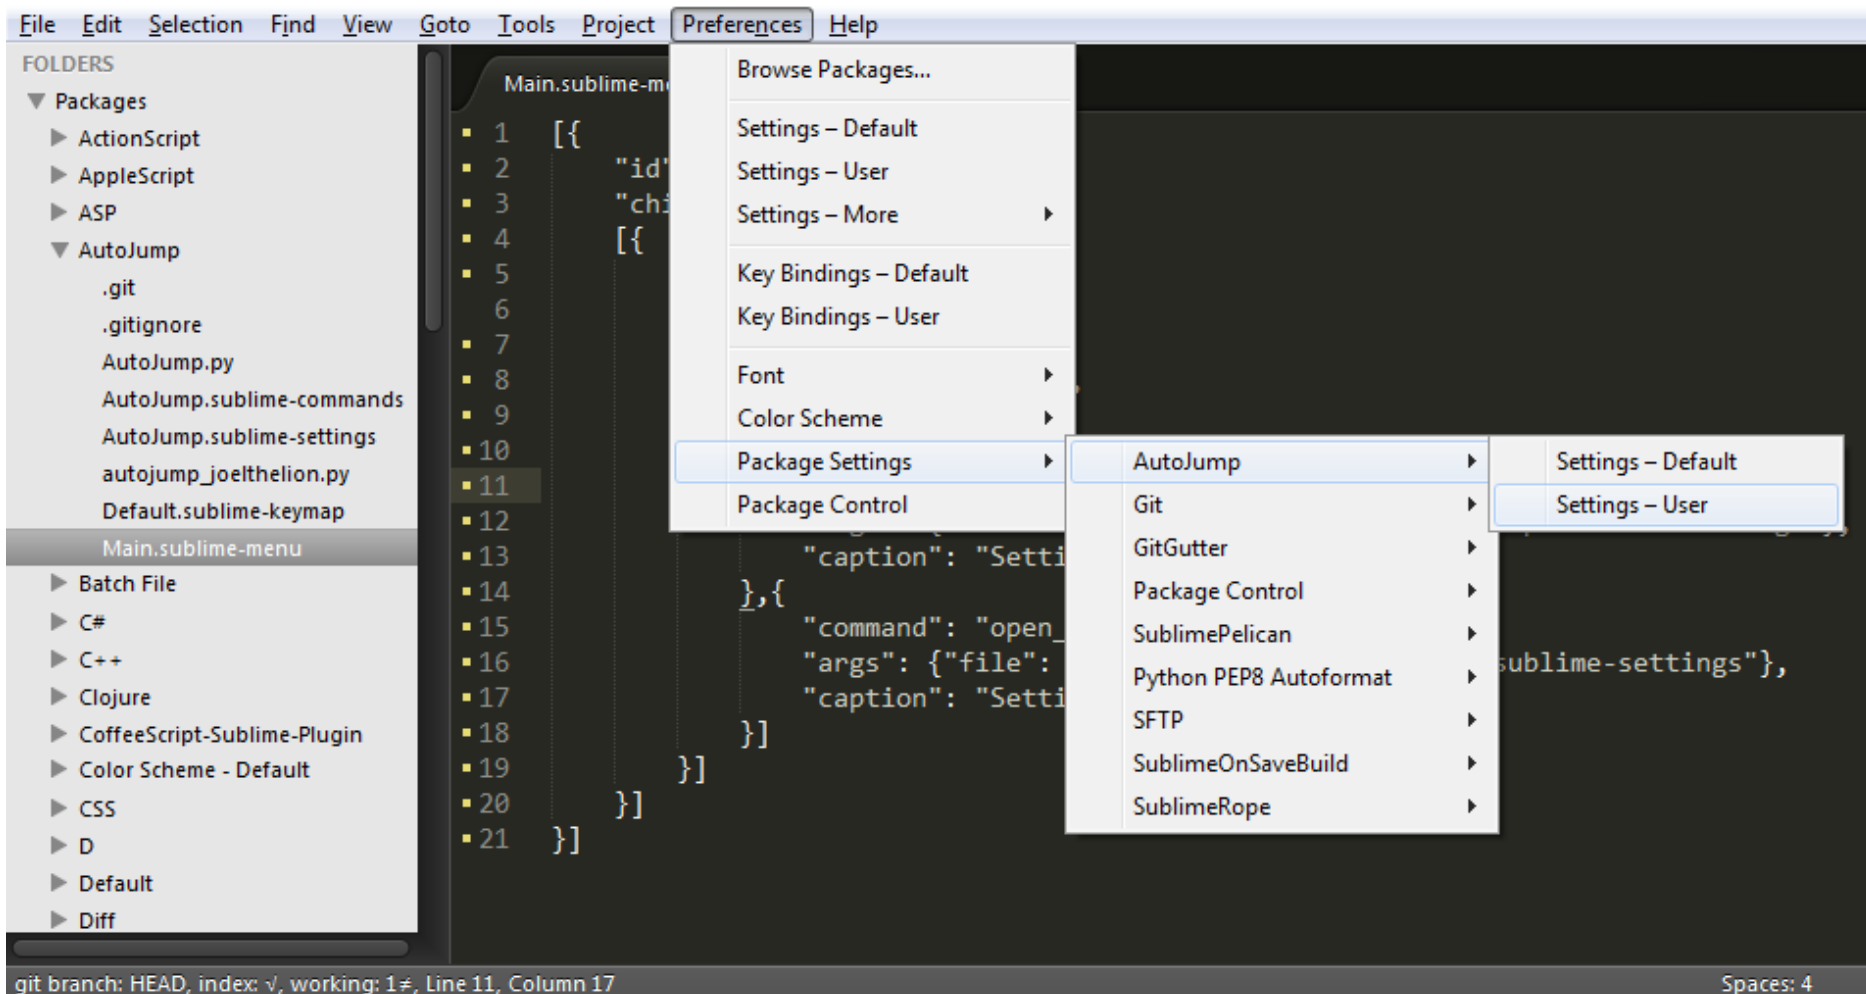 File Edit Selection Find View Goto Tools Project Preferences Help
FOLDERS
Packages
ActionScript
AppleScript
ASP
AutoJump
.git
.gitignore
AutoJump.py
AutoJump.sublime-commands
AutoJump.sublime-settings
autojump_joelthelion.py
Default.sublime-keymap
Main.sublime-menu
Batch File
C#
C++
Clojure
CoffeeScript-Sublime-Plugin
Color Scheme - Default
CSS
D
Default
Diff
Main.sublime-m
1 [{
2 "id"
3 "chi
4 [{
5
6
7
8
9
10
11
12
13 "caption": "Setti
14 },{
15 "command": "open_
16 "args": {"file": sublime-settings"},
17 "caption": "Setti
18 }]
19 }]
20 }]
21 }]
Browse Packages...
Settings – Default
Settings – User
Settings – More
Key Bindings – Default
Key Bindings – User
Font
Color Scheme
Package Settings
Package Control
AutoJump
Git
GitGutter
Package Control
SublimePelican
Python PEP8 Autoformat
SFTP
SublimeOnSaveBuild
SublimeRope
Settings – Default
Settings – User
git branch: HEAD, index: √, working: 1≠, Line 11, Column 17 Spaces: 4